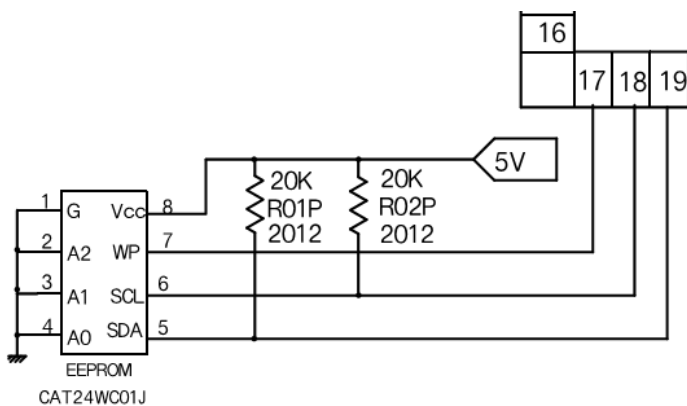 16
17 18 19
5V
20K
R01P
2012
20K
R02P
2012
1 G Vcc 8
2 A2 WP 7
3 A1 SCL 6
4 A0 SDA 5
EEPROM
CAT24WC01J